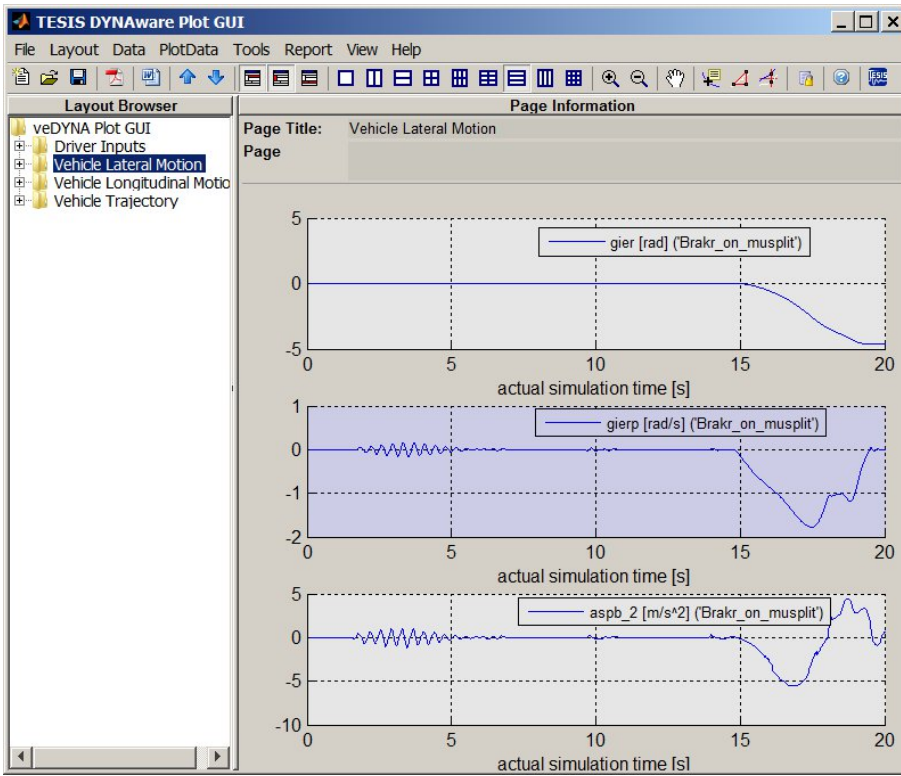 TESIS DYNAware Plot GUI
File Layout Data PlotData Tools Report View Help
Layout Browser
Page Information
veDYNA Plot GUI
Driver Inputs
Vehicle Lateral Motion
Vehicle Longitudinal Motio
Vehicle Trajectory
Page Title: Vehicle Lateral Motion
Page
5
0
-5
gier [rad] ('Brakr_on_musplit')
0 5 10 15 20
actual simulation time [s]
1
0
-1
-2
gierp [rad/s] ('Brakr_on_musplit')
0 5 10 15 20
actual simulation time [s]
5
0
-5
-10
aspb_2 [m/s^2] ('Brakr_on_musplit')
0 5 10 15 20
actual simulation time [s]